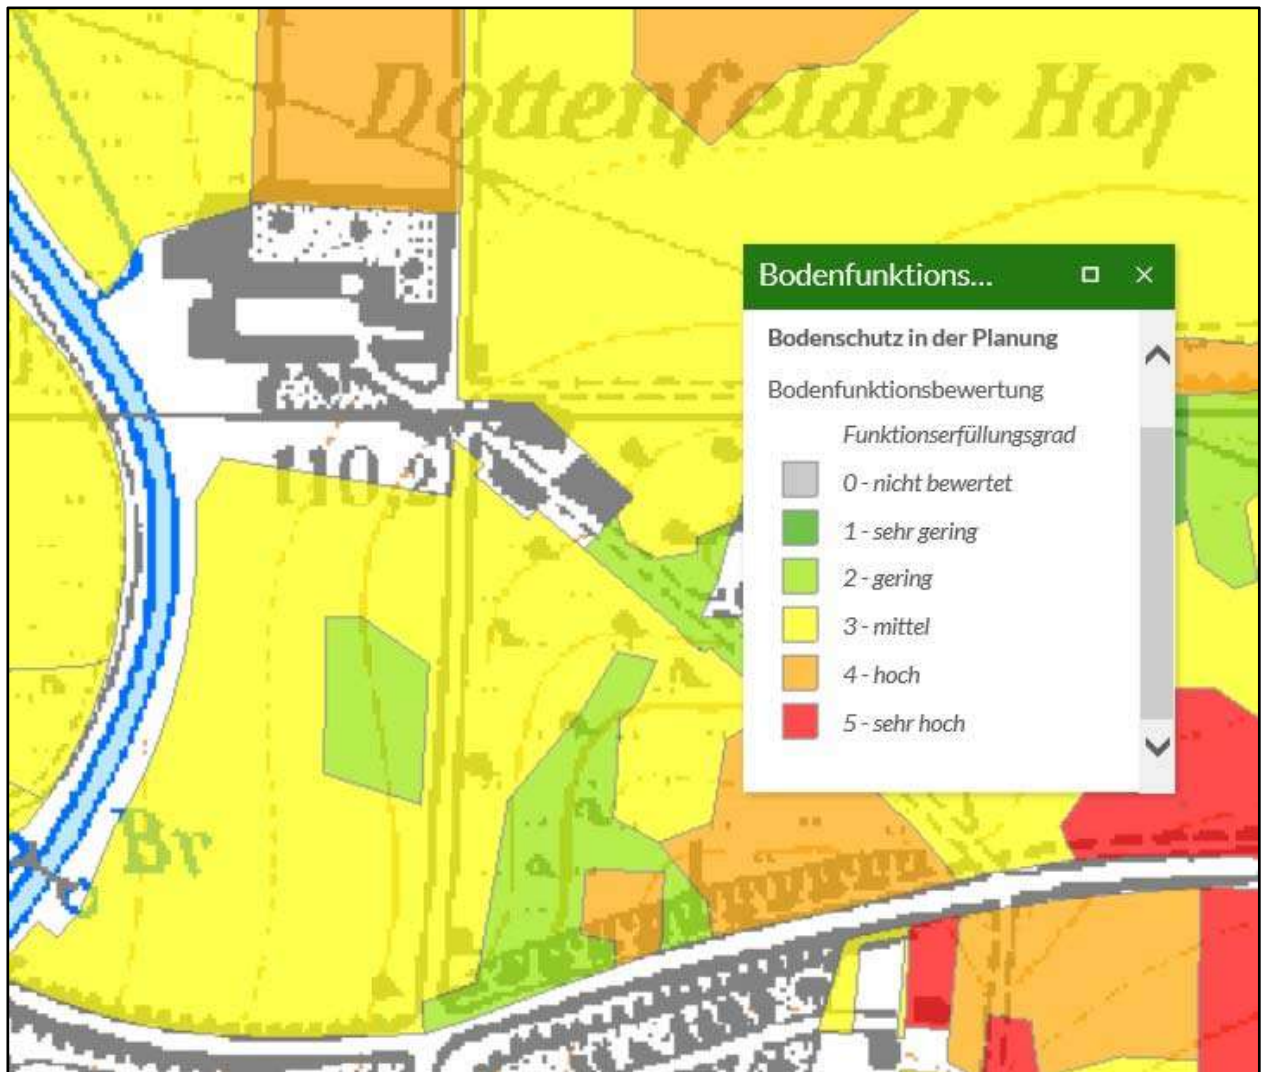 Dottenfelder Hof
Bodenfunktions...
Bodenschutz in der Planung
Bodenfunktionsbewertung
Funktionserfüllungsgrad
0 - nicht bewertet
1 - sehr gering
2 - gering
3 - mittel
4 - hoch
5 - sehr hoch
110,2
Br